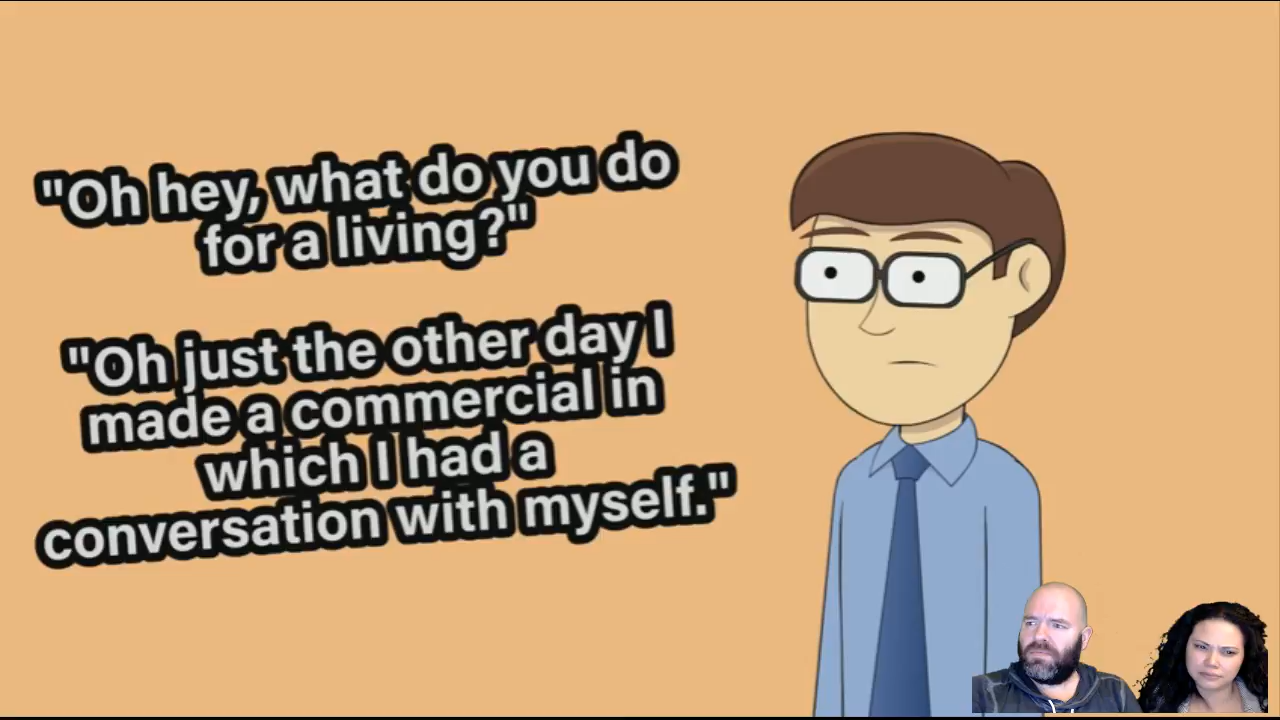 "Oh hey, what do you do
for a living?"
"Oh just the other day I
made a commercial in
which I had a
conversation with myself."